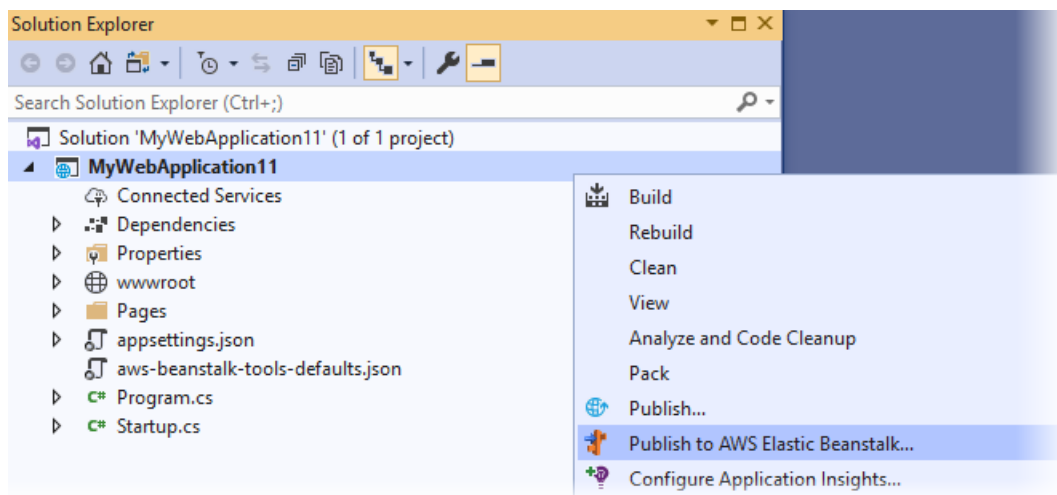 Solution Explorer
Search Solution Explorer (Ctrl+;)
Solution 'MyWebApplication11' (1 of 1 project)
MyWebApplication11
Connected Services
Dependencies
Properties
wwwroot
Pages
appsettings.json
aws-beanstalk-tools-defaults.json
C# Program.cs
C# Startup.cs
Build
Rebuild
Clean
View
Analyze and Code Cleanup
Pack
Publish...
Publish to AWS Elastic Beanstalk...
Configure Application Insights...